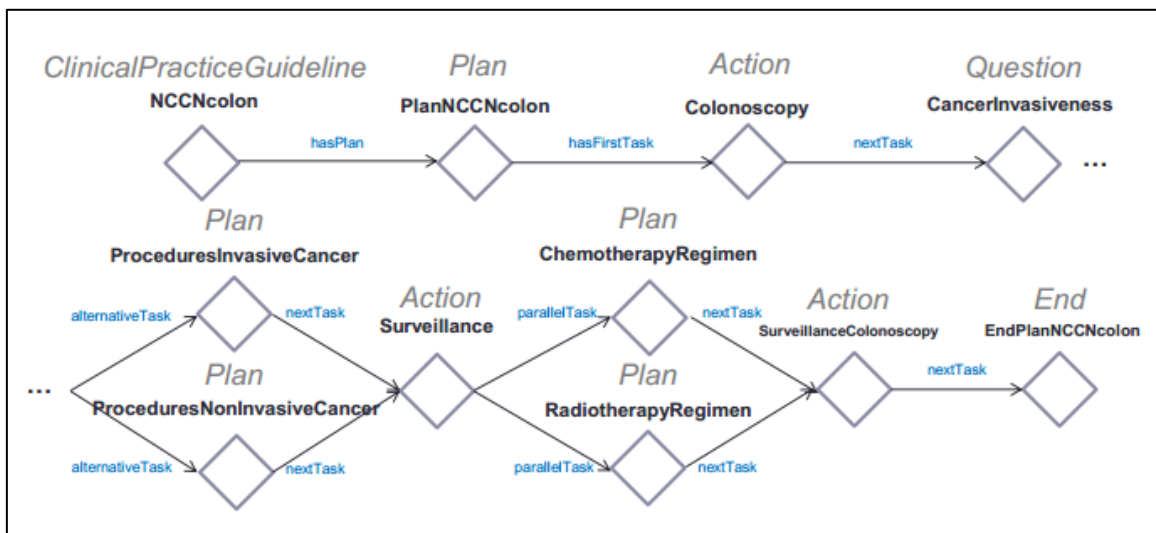 ClinicalPracticeGuideline
Plan
Action
Question
NCCNcolon
PlanNCCNcolon
Colonoscopy
CancerInvasiveness
hasPlan
hasFirstTask
nextTask
...
Plan
Plan
ProceduresInvasiveCancer
ChemotherapyRegimen
Action
Action
End
alternativeTask
nextTask
Surveillance
parallelTask
nextTask
SurveillanceColonoscopy
EndPlanNCCNcolon
...
Plan
Plan
nextTask
ProceduresNonInvasiveCancer
RadiotherapyRegimen
alternativeTask
nextTask
parallelTask
nextTask